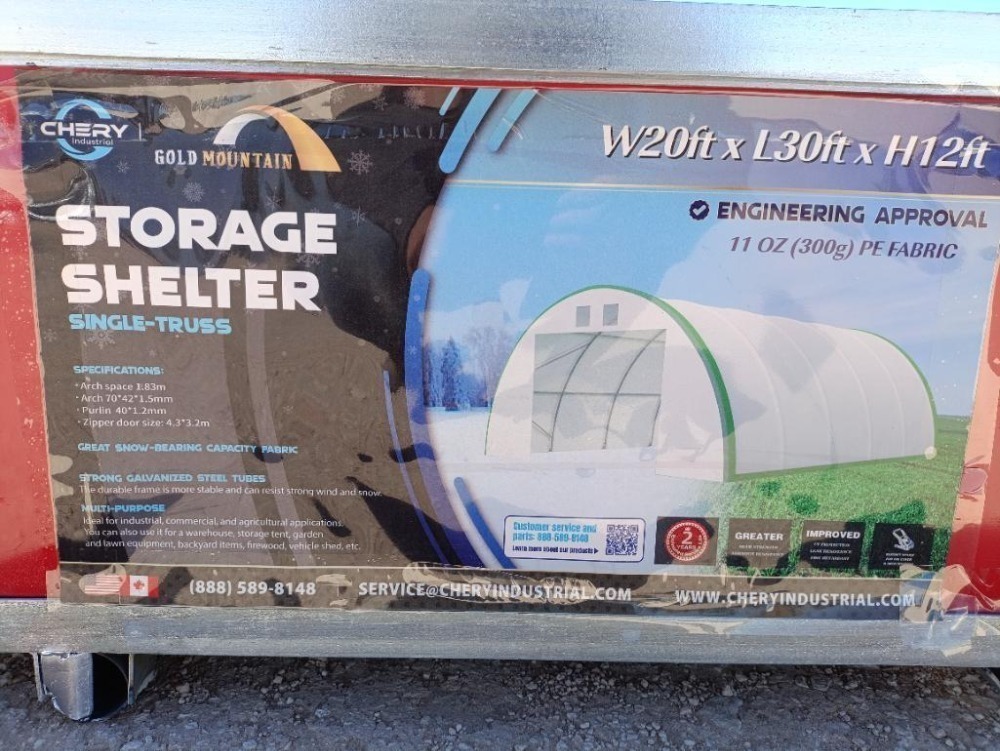 CHERY
Industrial
GOLD MOUNTAIN
STORAGE
SHELTER
SINGLE-TRUSS
SPECIFICATIONS:
· Arch space 1.83m
· Arch 70*42*1.5mm
· Purlin 40*1.2mm
· Zipper door size: 4.3*3.2m
GREAT SNOW-BEARING CAPACITY FABRIC
STRONG GALVANIZED STEEL TUBES
The durable frame is more stable and can resist strong wind and snow
MULTI-PURPOSE
Ideal for industrial, commercial, and agricultural applications.
You can also use it for a warehouse, storage tent, garden
and lawn equipment, backyard items, firewood, vehicle shed, etc.
W20ft x L30ft x H12ft
ENGINEERING APPROVAL
11 OZ (300g) PE FABRIC
Customer service and
parts: 888-589-8148
Learn more about our products
2
YEARS
GREATER
IMPROVED
(888) 589-8148
SERVICE@CHERYINDUSTRIAL.COM
WWW.CHERYINDUSTRIAL.COM